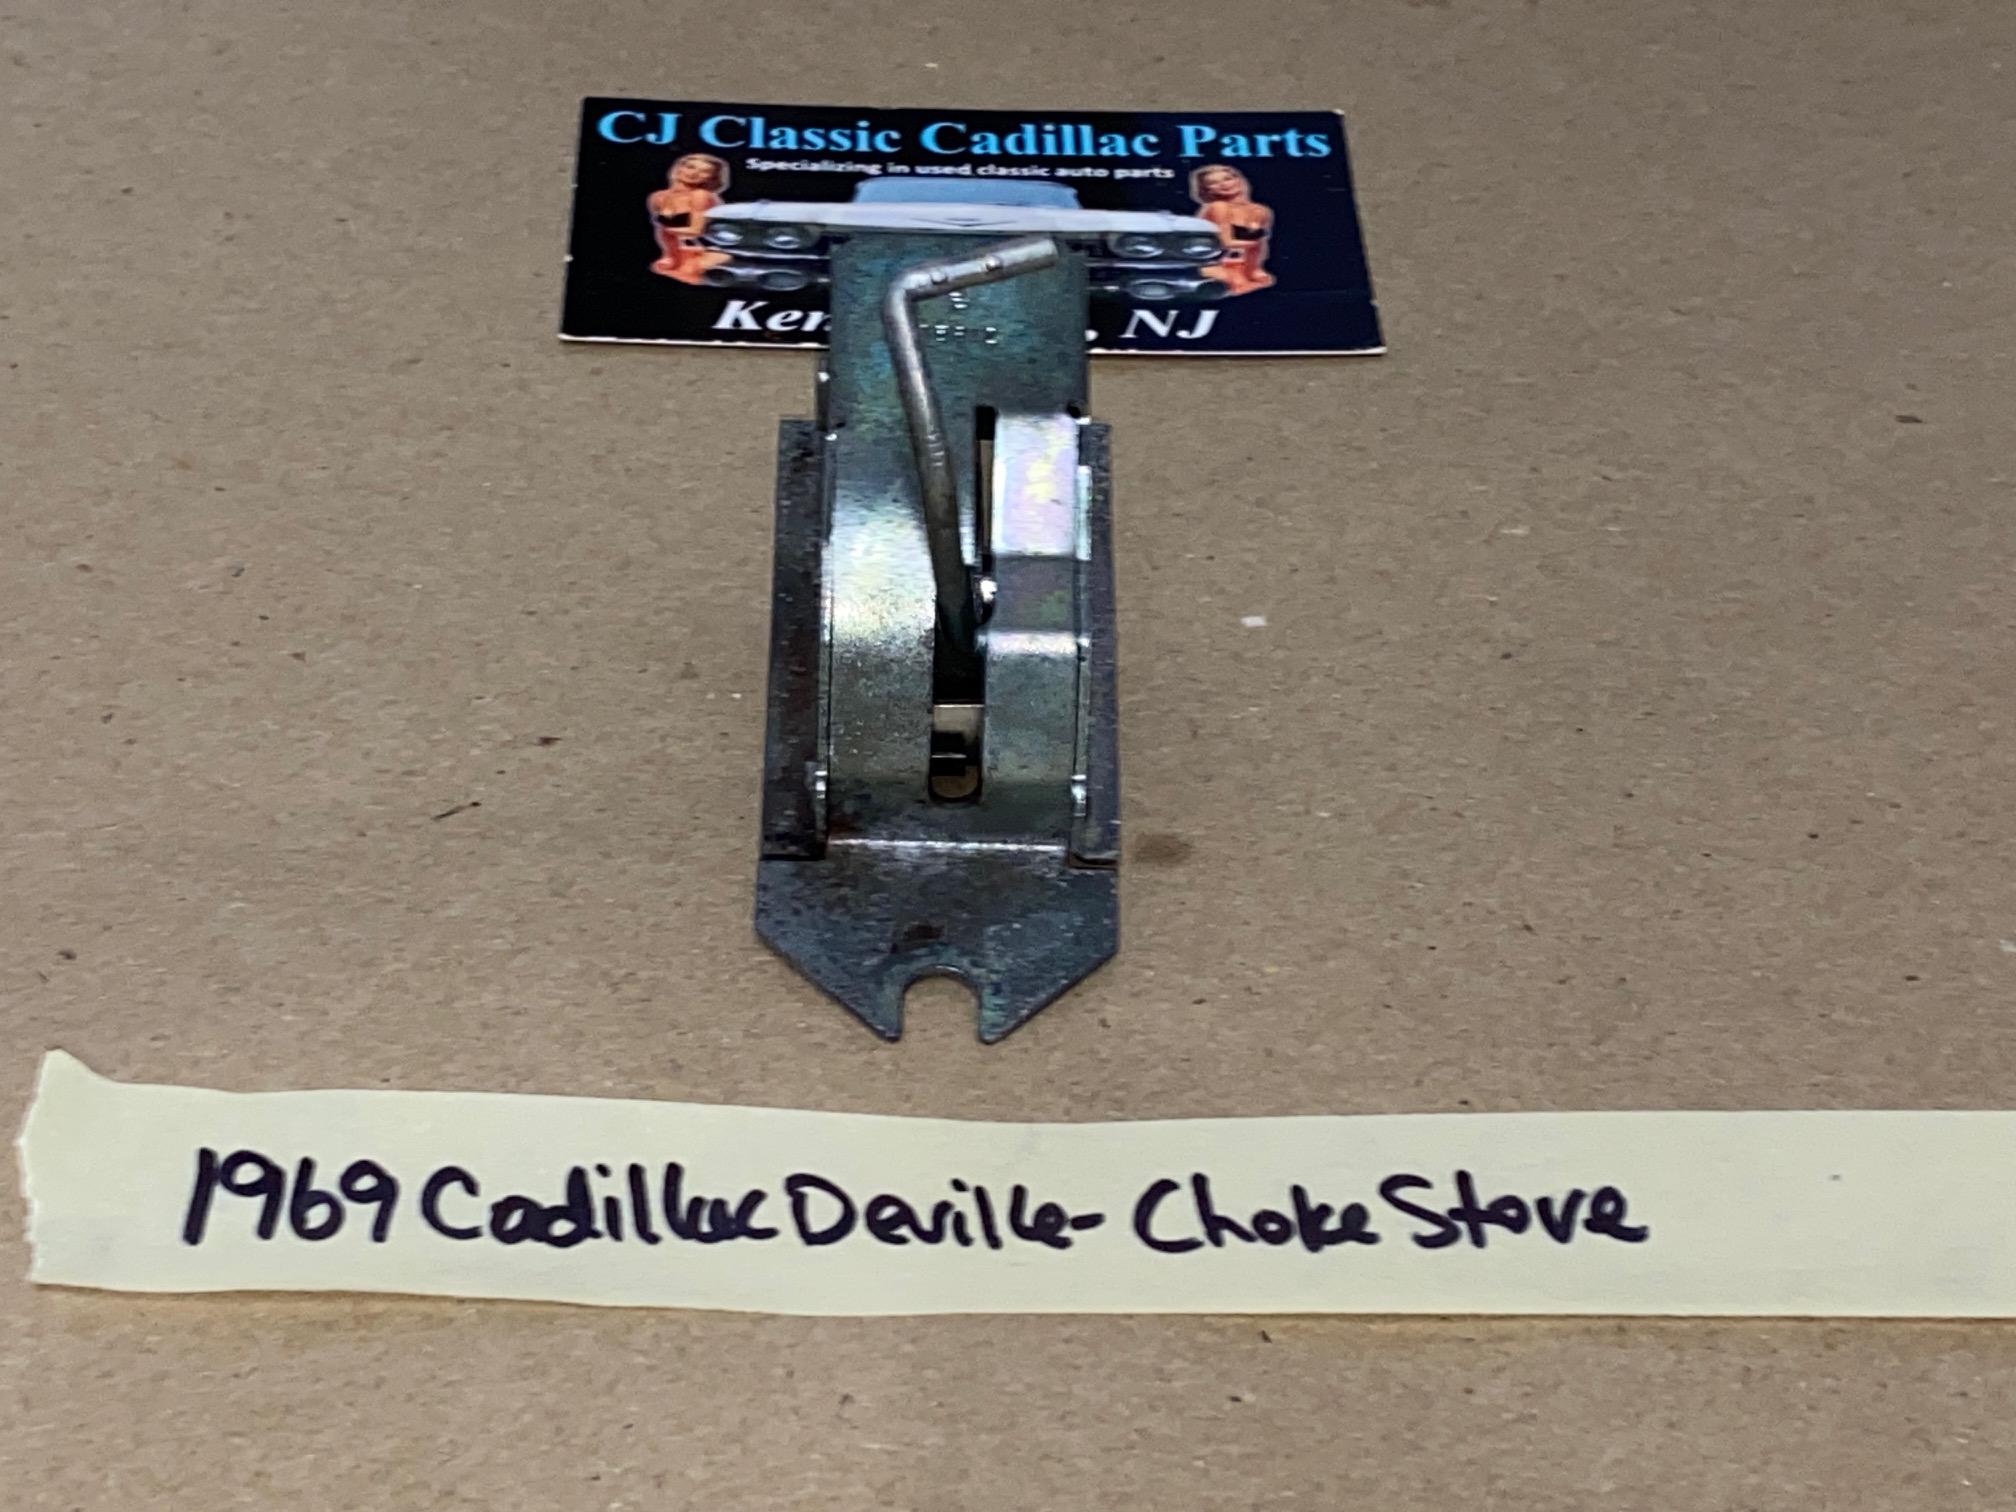 CJ Classic Cadillac Parts
Specializing in used classic auto parts
NJ
1969 Cadillac Deville- Choke Stove